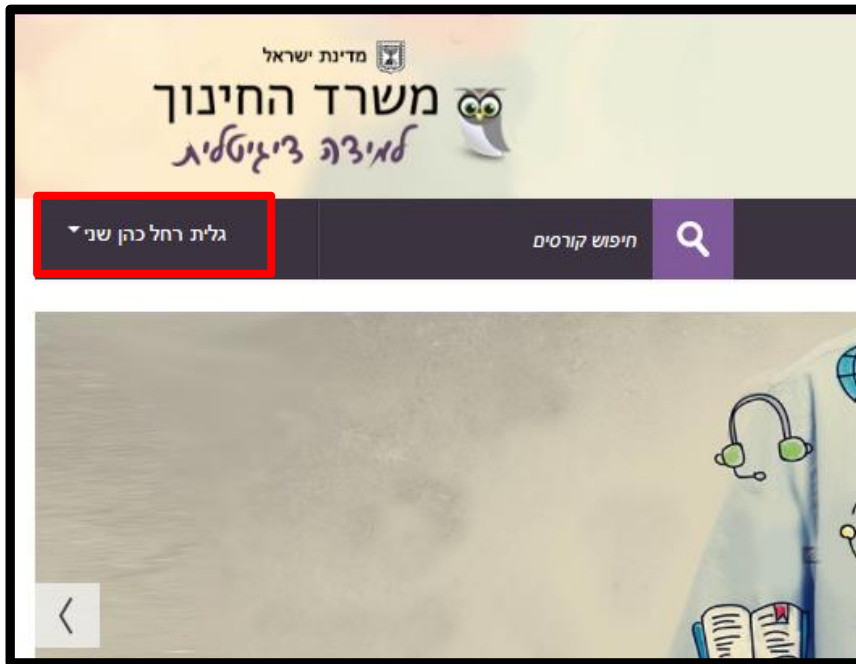 מדינת ישראל
משרד החינוך
למידה דיגיטלית
חיפוש קורסים
גלית רחל כהן שני